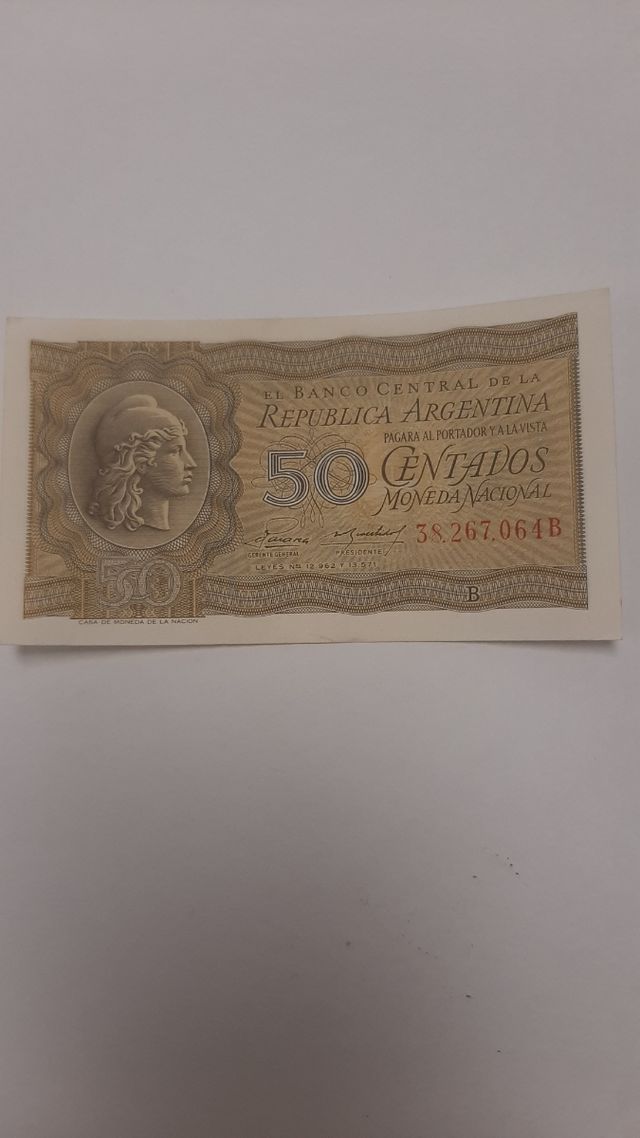 EL BANCO CENTRAL DE LA
REPUBLICA ARGENTINA
PAGARA AL PORTADOR Y A LA VISTA
50 CENTAVOS
MONEDA NACIONAL
38.267.064B
GERENTE GENERAL PRESIDENTE
LEYES Nos 12.962 Y 13.571
50
B
CASA DE MONEDA DE LA NACION